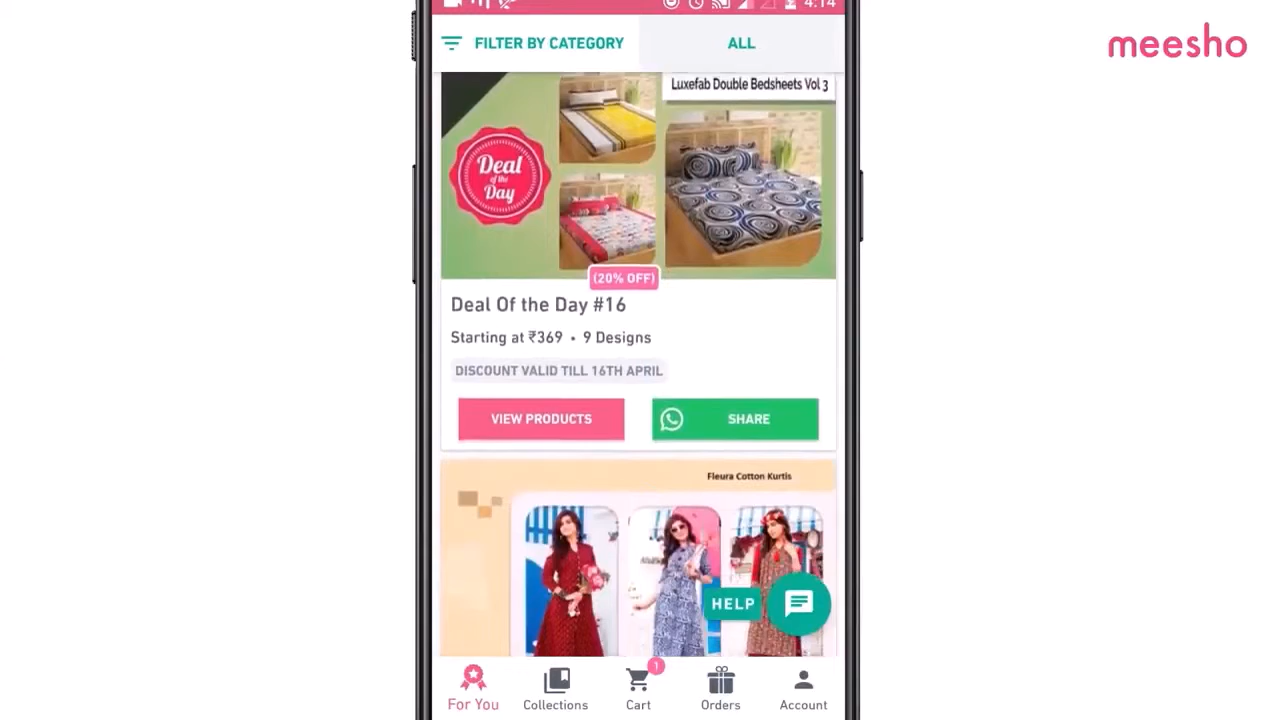 4:14
meesho
FILTER BY CATEGORY
ALL
Luxefab Double Bedsheets Vol 3
Deal
of the
Day
(20% OFF)
Deal Of the Day #16
Starting at ₹369 • 9 Designs
DISCOUNT VALID TILL 16TH APRIL
VIEW PRODUCTS
SHARE
Fleura Cotton Kurtis
HELP
1
For You
Collections
Cart
Orders
Account